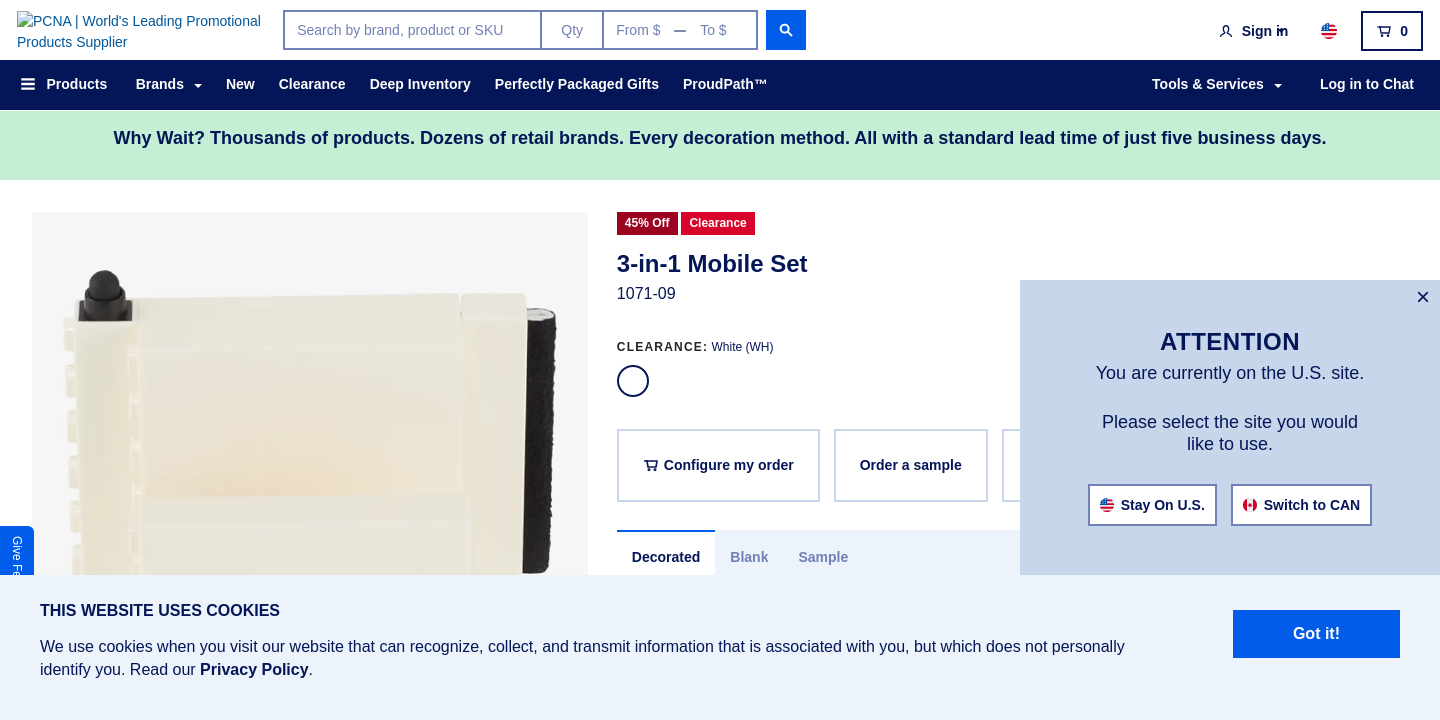 PCNA | World's Leading Promotional
Products Supplier
Search by brand, product or SKU
Qty
From $
To $
Sign in
0
Products
Brands
New
Clearance
Deep Inventory
Perfectly Packaged Gifts
ProudPath™
Tools & Services
Log in to Chat
Why Wait? Thousands of products. Dozens of retail brands. Every decoration method. All with a standard lead time of just five business days.
45% Off
Clearance
3-in-1 Mobile Set
1071-09
CLEARANCE: White (WH)
Configure my order
Order a sample
Decorated
Blank
Sample
×
ATTENTION
You are currently on the U.S. site.
Please select the site you would
like to use.
Stay On U.S.
Switch to CAN
Give
THIS WEBSITE USES COOKIES
We use cookies when you visit our website that can recognize, collect, and transmit information that is associated with you, but which does not personally
identify you. Read our Privacy Policy.
Got it!